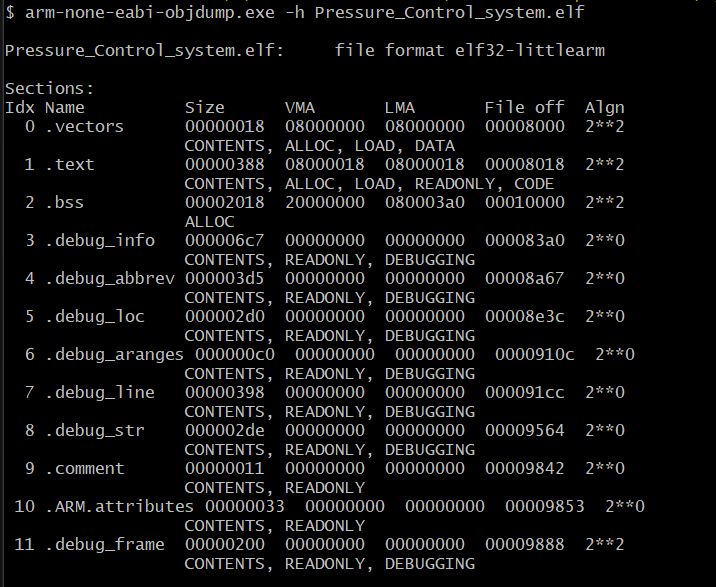 $ arm-none-eabi-objdump.exe -h Pressure_Control_system.elf
Pressure_Control_system.elf:     file format elf32-littlearm
Sections:
Idx Name          Size      VMA       LMA       File off  Algn
  0 .vectors      00000018  08000000  08000000  00008000  2**2
                  CONTENTS, ALLOC, LOAD, DATA
  1 .text         00000388  08000018  08000018  00008018  2**2
                  CONTENTS, ALLOC, LOAD, READONLY, CODE
  2 .bss          00002018  20000000  080003a0  00010000  2**2
                  ALLOC
  3 .debug_info   000006c7  00000000  00000000  000083a0  2**0
                  CONTENTS, READONLY, DEBUGGING
  4 .debug_abbrev 000003d5  00000000  00000000  00008a67  2**0
                  CONTENTS, READONLY, DEBUGGING
  5 .debug_loc    000002d0  00000000  00000000  00008e3c  2**0
                  CONTENTS, READONLY, DEBUGGING
  6 .debug_aranges 000000c0  00000000  00000000  0000910c  2**0
                  CONTENTS, READONLY, DEBUGGING
  7 .debug_line   00000398  00000000  00000000  000091cc  2**0
                  CONTENTS, READONLY, DEBUGGING
  8 .debug_str    000002de  00000000  00000000  00009564  2**0
                  CONTENTS, READONLY, DEBUGGING
  9 .comment      00000011  00000000  00000000  00009842  2**0
                  CONTENTS, READONLY
 10 .ARM.attributes 00000033  00000000  00000000  00009853  2**0
                  CONTENTS, READONLY
 11 .debug_frame  00000200  00000000  00000000  00009888  2**2
                  CONTENTS, READONLY, DEBUGGING